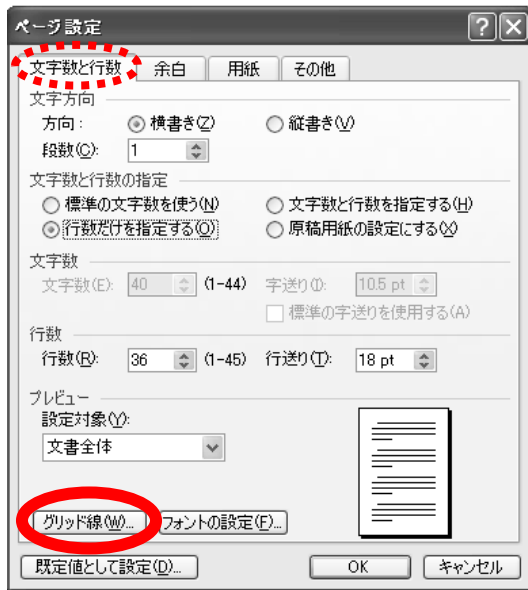 ページ設定
文字数と行数 余白 用紙 その他
文字方向
方向: 横書き(Z) 縦書き(V)
段数(C): 1
文字数と行数の指定
標準の文字数を使う(N) 文字数と行数を指定する(H)
行数だけを指定する(O) 原稿用紙の設定にする(X)
文字数
文字数(E): 40 (1-44) 字送り(I): 10.5 pt
標準の字送りを使用する(A)
行数
行数(R): 36 (1-45) 行送り(T): 18 pt
プレビュー
設定対象(Y):
文書全体
グリッド線(W)... フォントの設定(F)...
既定値として設定(D)... OK キャンセル